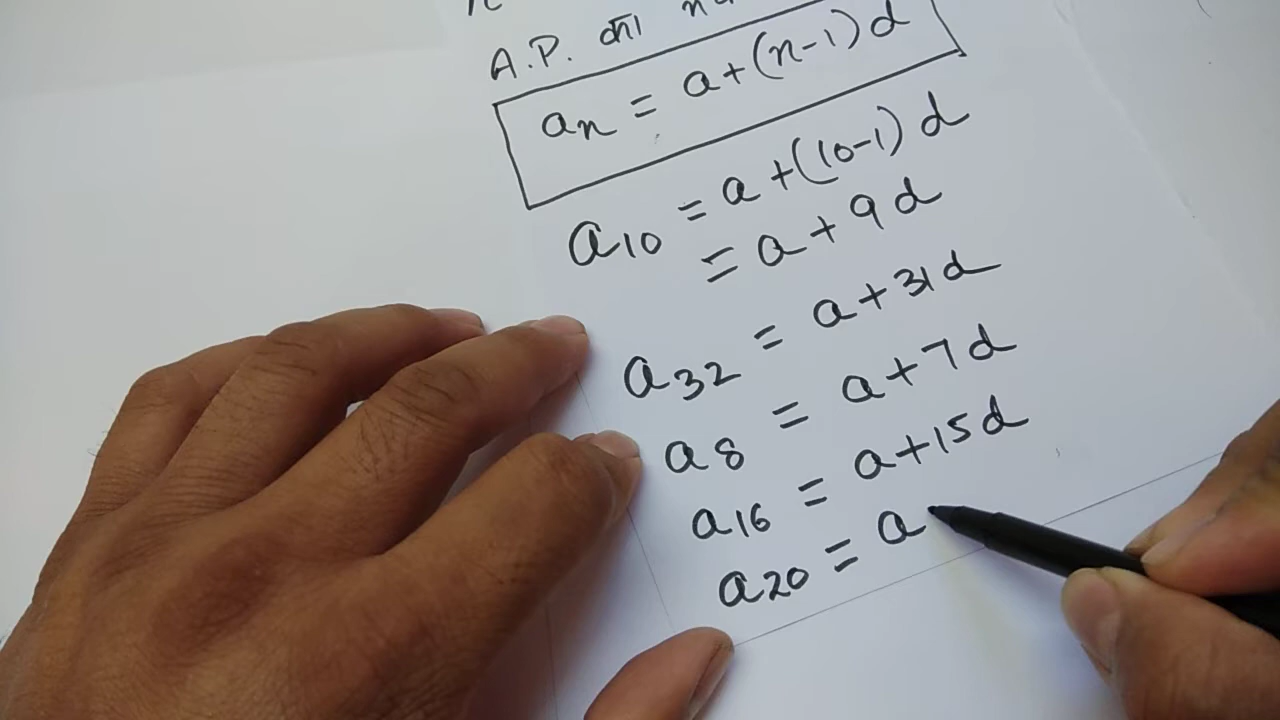 A.P. का
an = a+(n-1)d
a10 = a+(10-1)d
= a+9d
a32 = a+31d
a8 = a+7d
a16 = a+15d
a20 = a